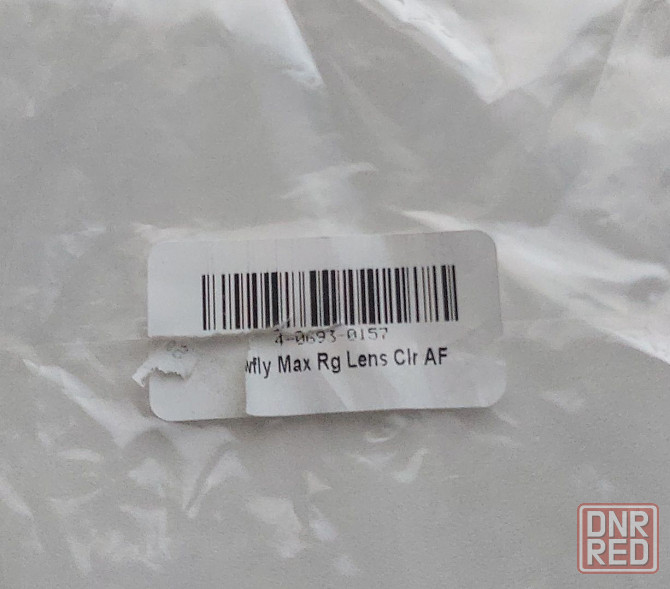 4-0693-0157
wfly Max Rg Lens Clr AF
DNR
RED